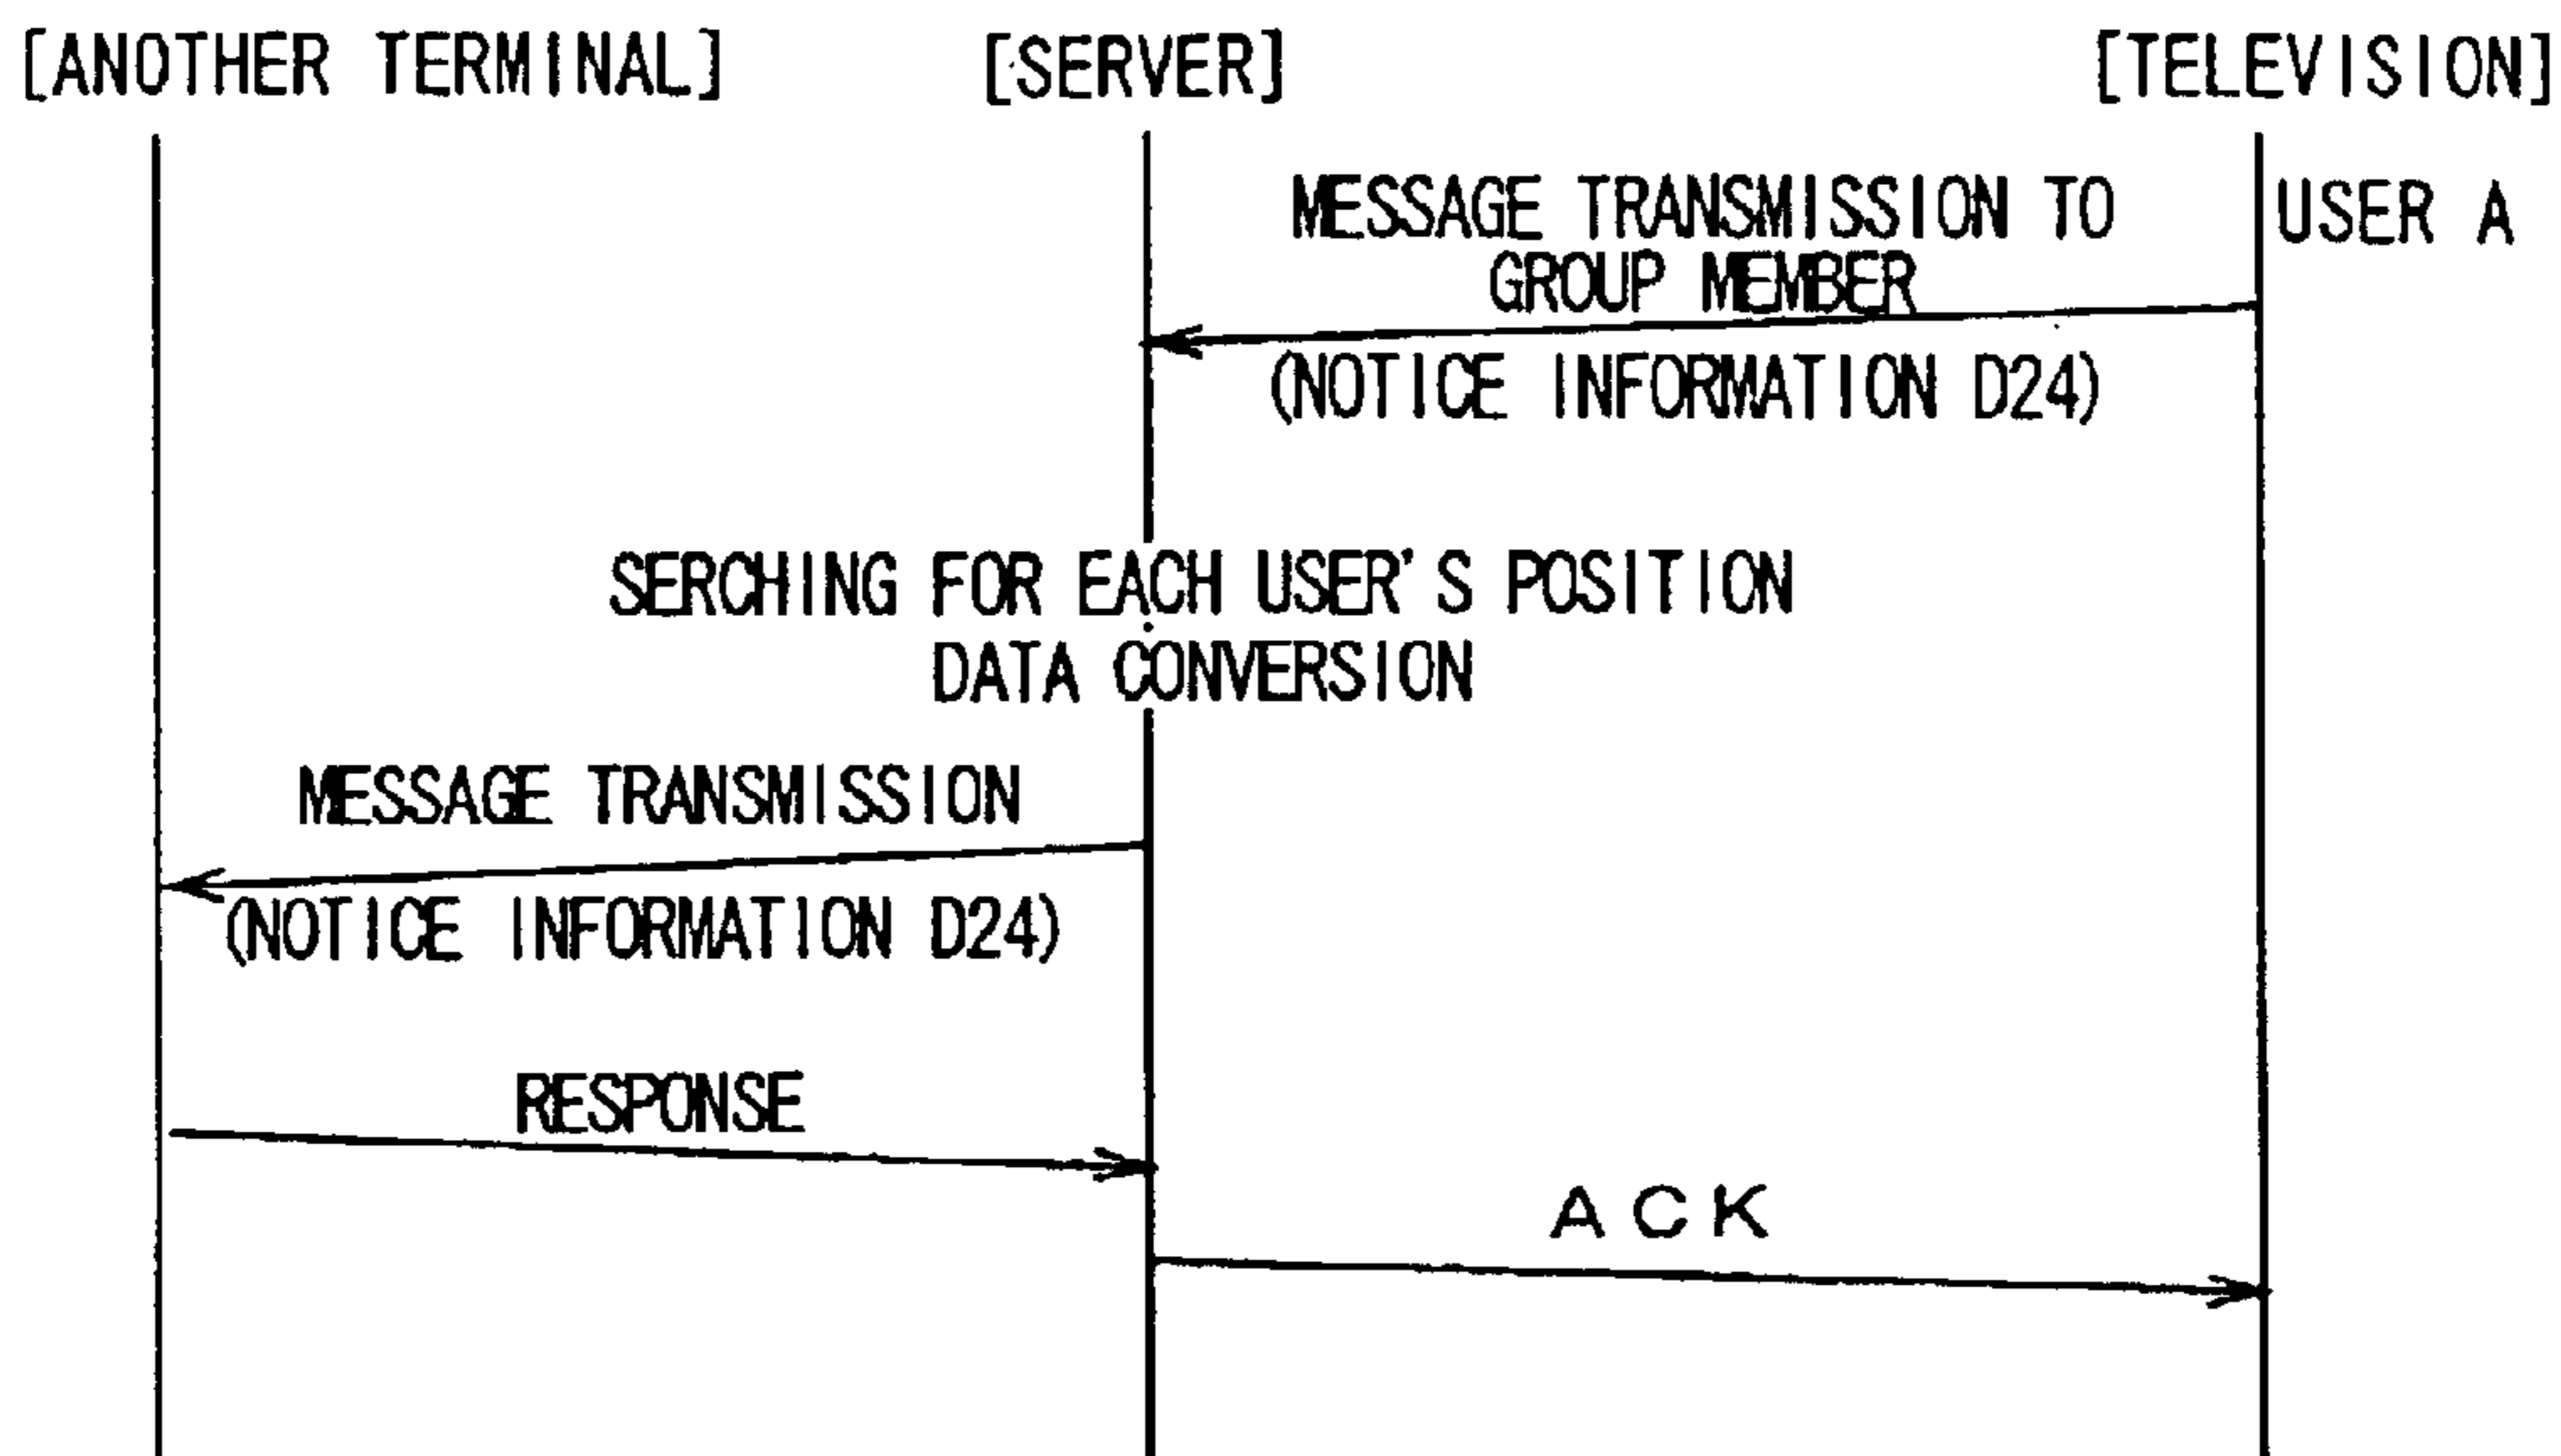 [ANOTHER TERMINAL] [SERVER] [TELEVISION]
USER A
MESSAGE TRANSMISSION TO
GROUP MEMBER
(NOTICE INFORMATION D24)
SERCHING FOR EACH USER'S POSITION
DATA CONVERSION
MESSAGE TRANSMISSION
(NOTICE INFORMATION D24)
RESPONSE
ACK